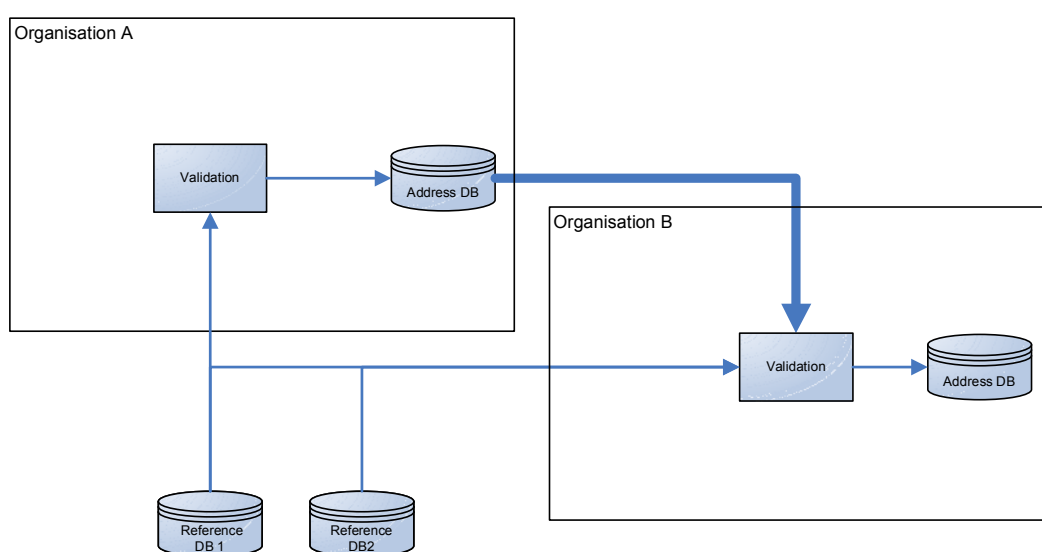 Organisation A
Validation
Address DB
Organisation B
Validation
Address DB
Reference
DB 1
Reference
DB2